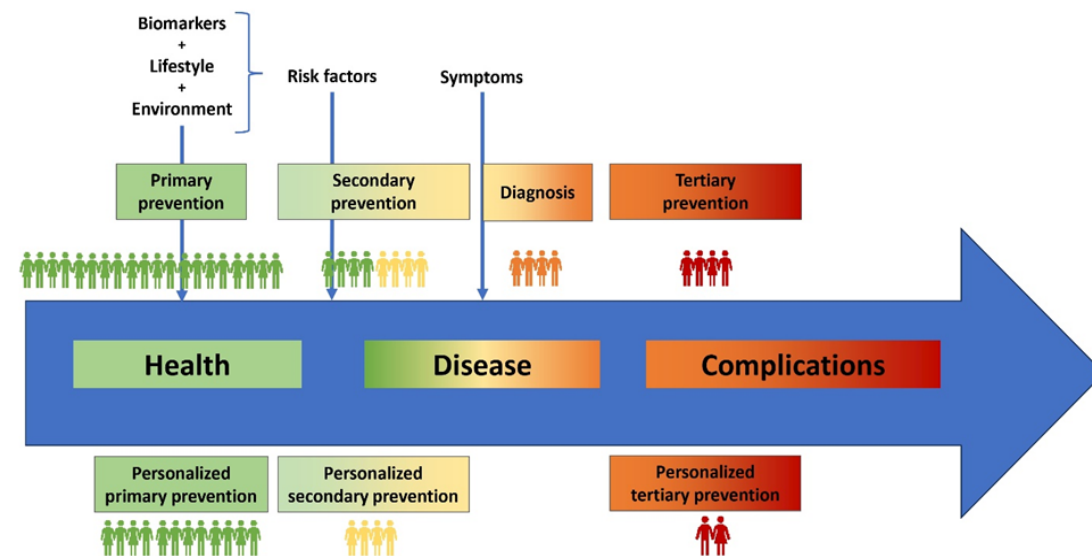 Biomarkers
+
Lifestyle
+
Environment
Risk factors
Symptoms
Primary
prevention
Secondary
prevention
Diagnosis
Tertiary
prevention
Health
Disease
Complications
Personalized
primary prevention
Personalized
secondary prevention
Personalized
tertiary prevention